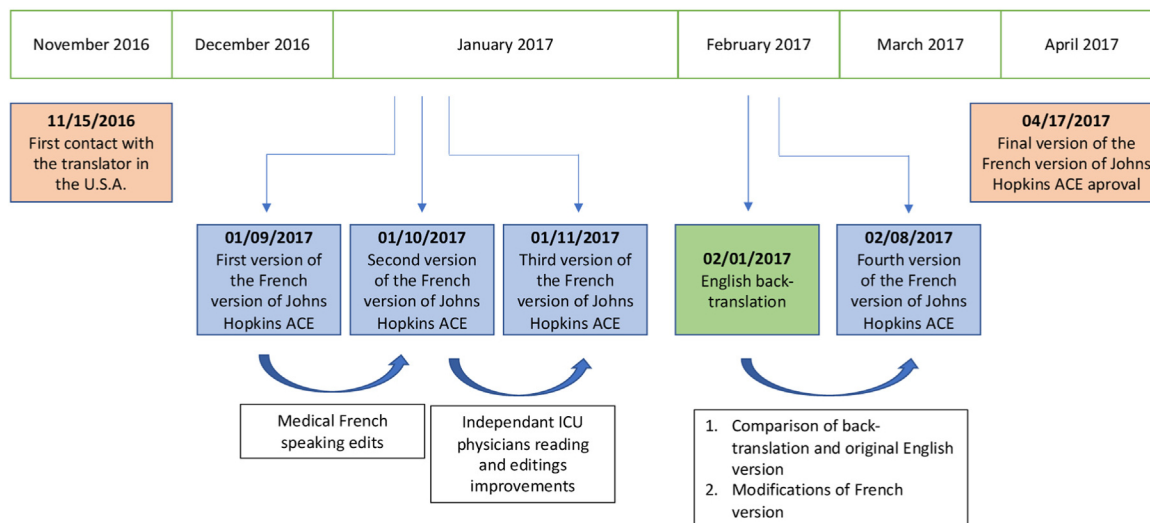 November 2016
December 2016
January 2017
February 2017
March 2017
April 2017
11/15/2016
First contact with
the translator in
the U.S.A.
04/17/2017
Final version of the
French version of Johns
Hopkins ACE aproval
01/09/2017
First version of
the French
version of Johns
Hopkins ACE
01/10/2017
Second version
of the French
version of Johns
Hopkins ACE
01/11/2017
Third version of
the French
version of Johns
Hopkins ACE
02/01/2017
English back-
translation
02/08/2017
Fourth version
of the French
version of Johns
Hopkins ACE
Medical French
speaking edits
Independant ICU
physicians reading
and editings
improvements
1. Comparison of back-
translation and original English
version
2. Modifications of French
version